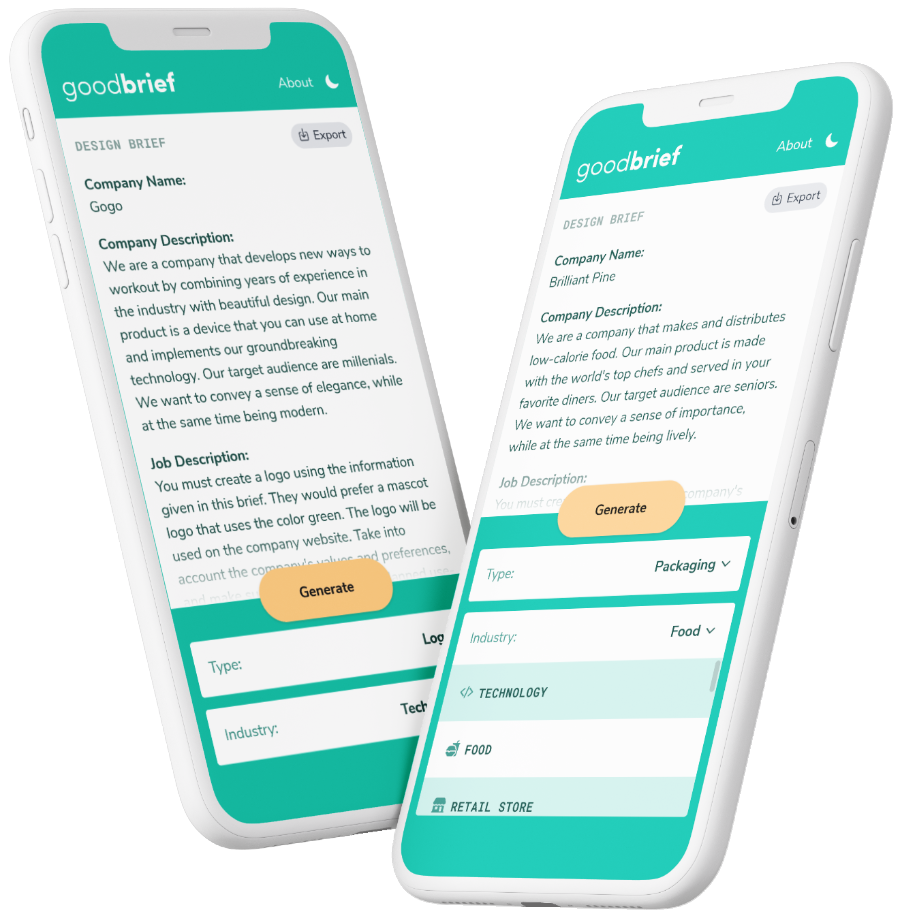 goodbrief
About
DESIGN BRIEF
Export
Company Name:
Gogo
Company Description:
We are a company that develops new ways to
workout by combining years of experience in
the industry with beautiful design. Our main
product is a device that you can use at home
and implements our groundbreaking
technology. Our target audience are millenials.
We want to convey a sense of elegance, while
at the same time being modern.
Job Description:
You must create a logo using the information
given in this brief. They would prefer a mascot
logo that uses the color green. The logo will be
used on the company website. Take into
account the company's values and preferences,
and make
Generate
Type:
Industry:
goodbrief
About
DESIGN BRIEF
Export
Company Name:
Brilliant Pine
Company Description:
We are a company that makes and distributes
low-calorie food. Our main product is made
with the world's top chefs and served in your
favorite diners. Our target audience are seniors.
We want to convey a sense of importance,
while at the same time being lively.
Job Description:
You must company's
Generate
Type: Packaging
Industry: Food
TECHNOLOGY
FOOD
RETAIL STORE